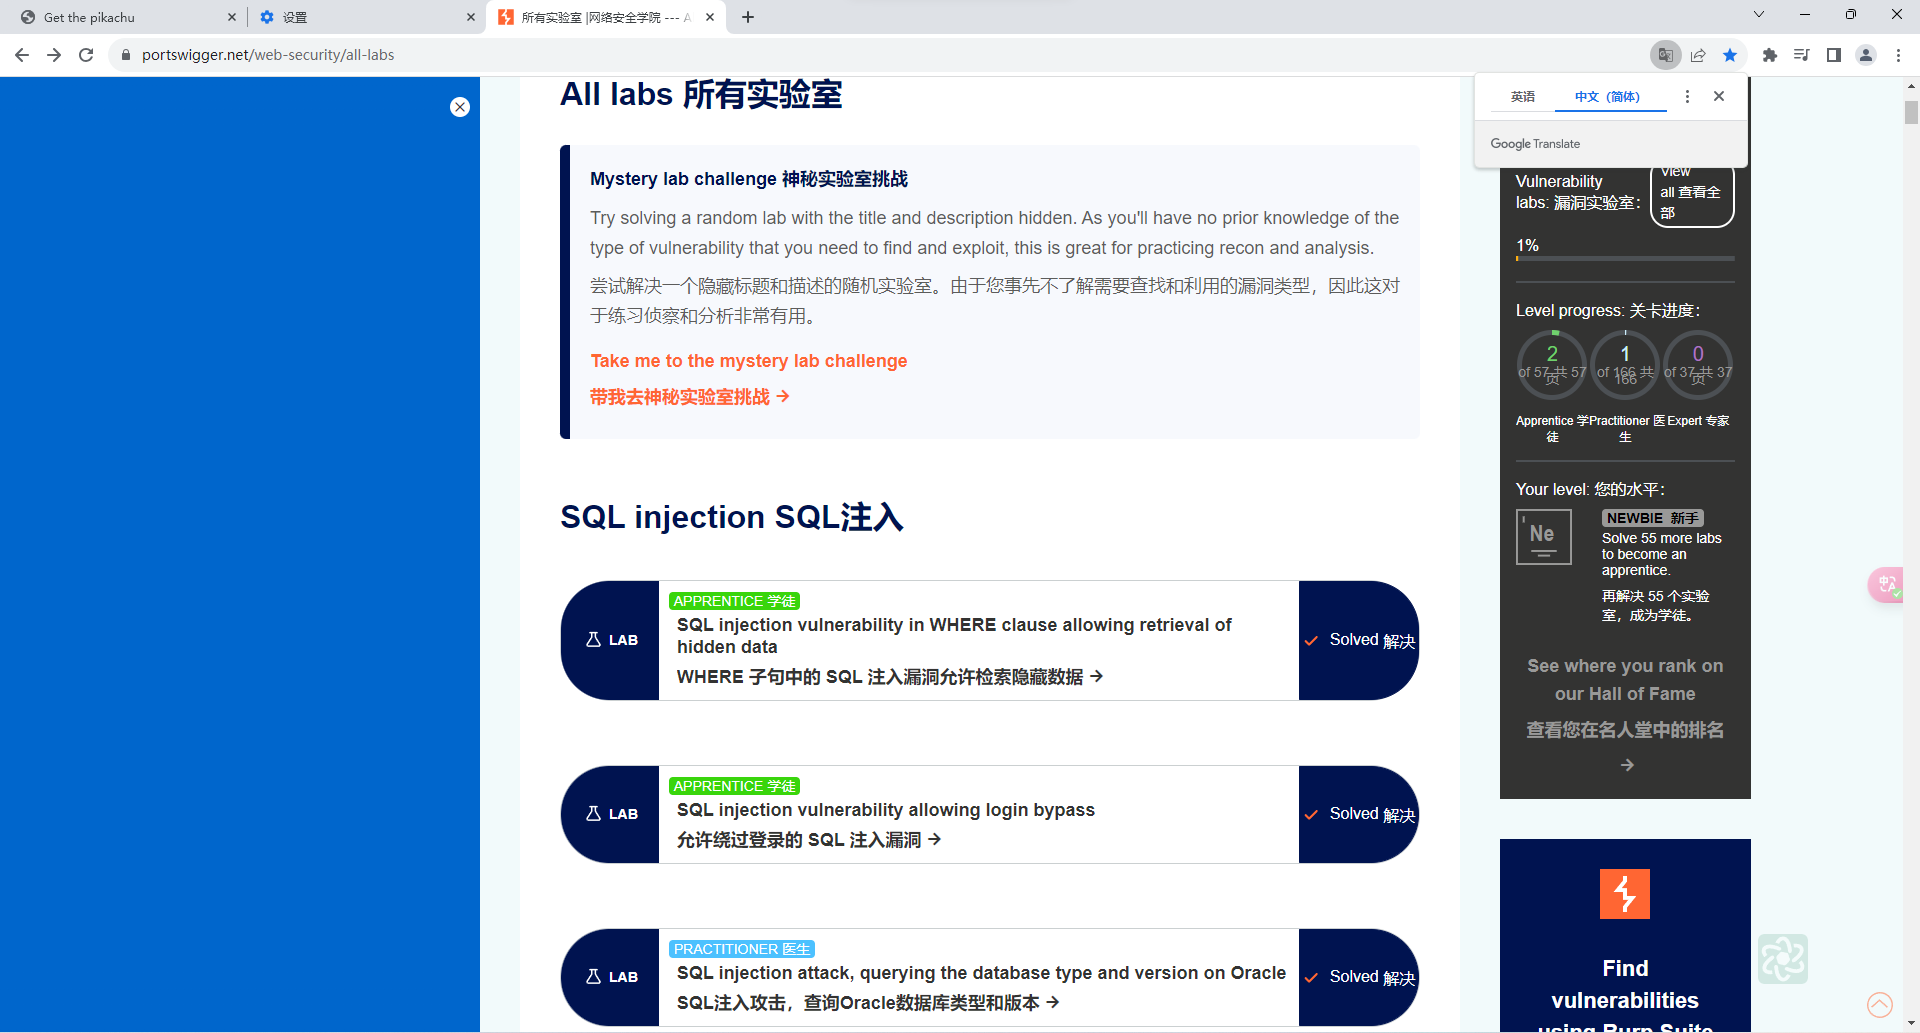 Get the pikachu
设置
所有实验室 |网络安全学院 --- A
portswigger.net/web-security/all-labs
英语
中文（简体）
Google Translate
All labs 所有实验室
Mystery lab challenge 神秘实验室挑战
Try solving a random lab with the title and description hidden. As you'll have no prior knowledge of the
type of vulnerability that you need to find and exploit, this is great for practicing recon and analysis.
尝试解决一个隐藏标题和描述的随机实验室。由于您事先不了解需要查找和利用的漏洞类型，因此这对
于练习侦察和分析非常有用。
Take me to the mystery lab challenge
带我去神秘实验室挑战 →
SQL injection SQL注入
LAB
APPRENTICE 学徒
SQL injection vulnerability in WHERE clause allowing retrieval of
hidden data
WHERE 子句中的 SQL 注入漏洞允许检索隐藏数据 →
Solved 解决
LAB
APPRENTICE 学徒
SQL injection vulnerability allowing login bypass
允许绕过登录的 SQL 注入漏洞 →
Solved 解决
LAB
PRACTITIONER 医生
SQL injection attack, querying the database type and version on Oracle
SQL注入攻击，查询Oracle数据库类型和版本 →
Solved 解决
Vulnerability
labs: 漏洞实验室：
View
all 查看全
部
1%
Level progress: 关卡进度：
2
of 57 共 57
页
1
of 166 共
166
0
of 37 共 37
页
Apprentice 学
徒
Practitioner 医
生
Expert 专家
Your level: 您的水平：
Ne
NEWBIE 新手
Solve 55 more labs
to become an
apprentice.
再解决 55 个实验
室，成为学徒。
See where you rank on
our Hall of Fame
查看您在名人堂中的排名
→
Find
vulnerabilities
using Burp Suite